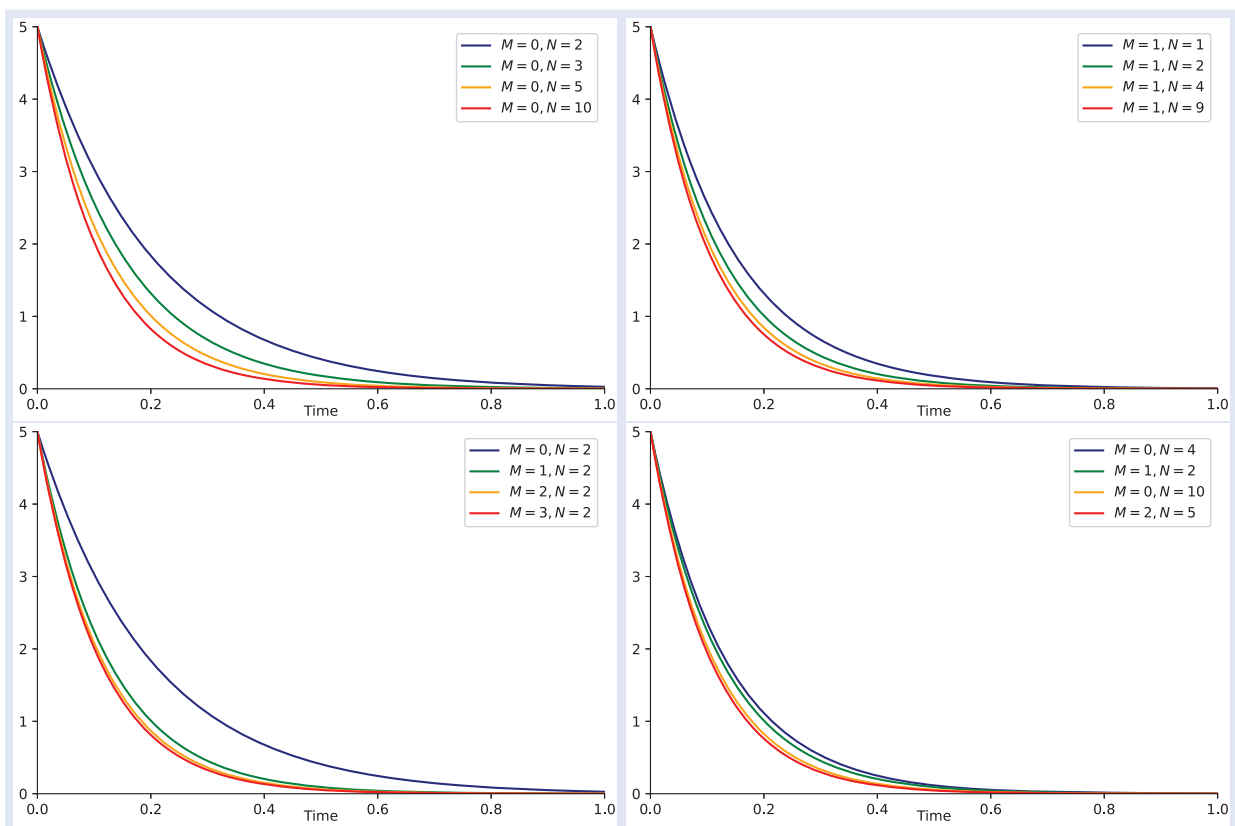 5
4
3
2
1
0
0.0 0.2 0.4 0.6 0.8 1.0
Time
M = 0, N = 2
M = 0, N = 3
M = 0, N = 5
M = 0, N = 10
5
4
3
2
1
0
0.0 0.2 0.4 0.6 0.8 1.0
Time
M = 1, N = 1
M = 1, N = 2
M = 1, N = 4
M = 1, N = 9
5
4
3
2
1
0
0.0 0.2 0.4 0.6 0.8 1.0
Time
M = 0, N = 2
M = 1, N = 2
M = 2, N = 2
M = 3, N = 2
5
4
3
2
1
0
0.0 0.2 0.4 0.6 0.8 1.0
Time
M = 0, N = 4
M = 1, N = 2
M = 0, N = 10
M = 2, N = 5